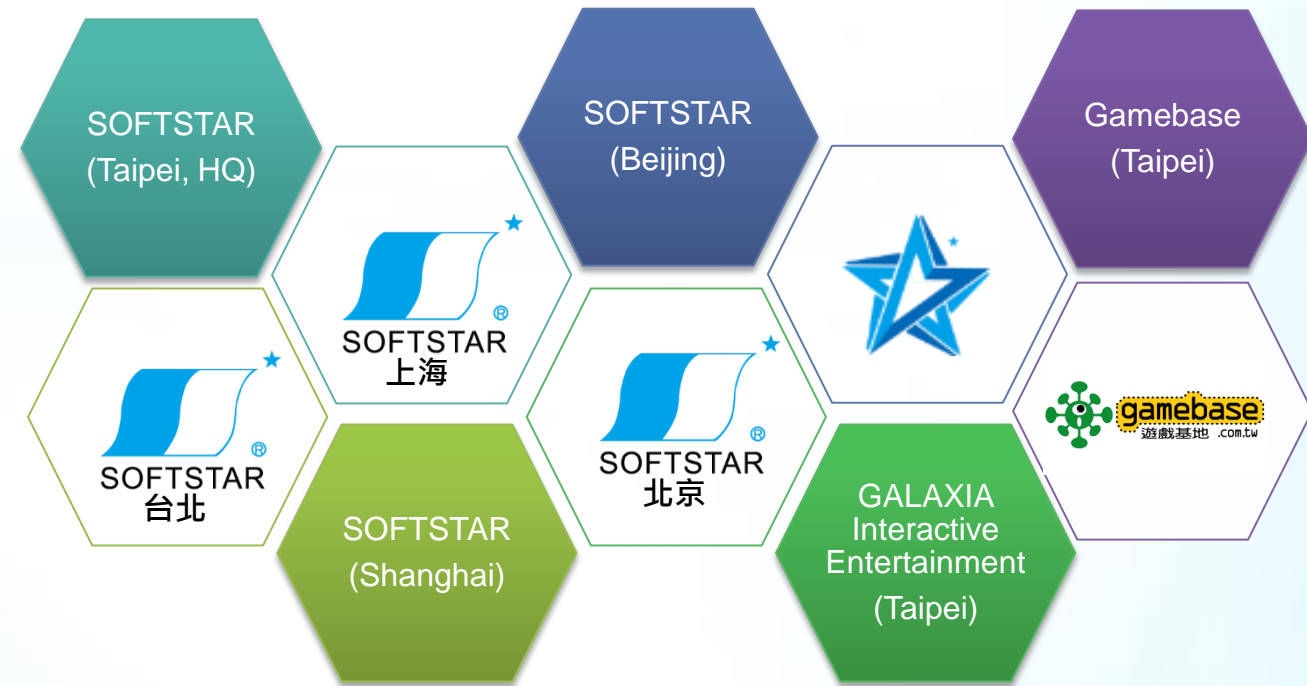 SOFTSTAR
(Taipei, HQ)
SOFTSTAR
(Beijing)
Gamebase
(Taipei)
®
SOFTSTAR
上海
®
SOFTSTAR
台北
®
SOFTSTAR
北京
gamebase
遊戲基地 .com.tw
SOFTSTAR
(Shanghai)
GALAXIA
Interactive
Entertainment
(Taipei)